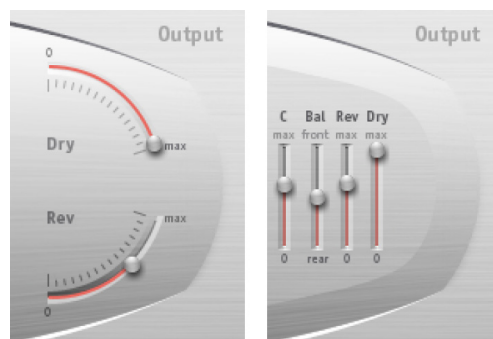 Output
0
Dry
max
Rev
max
0
Output
C Bal Rev Dry
max front max max
0 rear 0 0